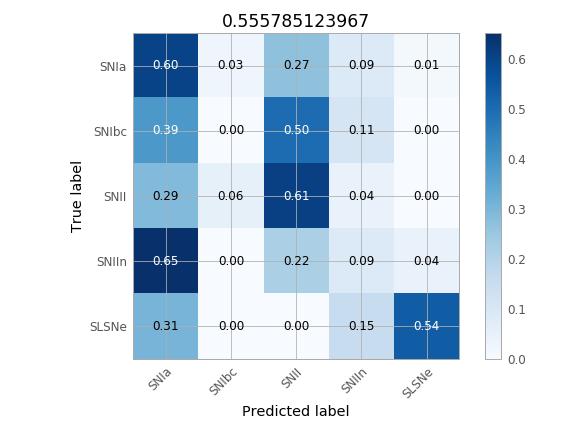 0.555785123967
True label
SNIa 0.60 0.03 0.27 0.09 0.01
SNIbc 0.39 0.00 0.50 0.11 0.00
SNII 0.29 0.06 0.61 0.04 0.00
SNIIn 0.65 0.00 0.22 0.09 0.04
SLSNe 0.31 0.00 0.00 0.15 0.54
SNIa SNIbc SNII SNIIn SLSNe
Predicted label
0.6
0.5
0.4
0.3
0.2
0.1
0.0